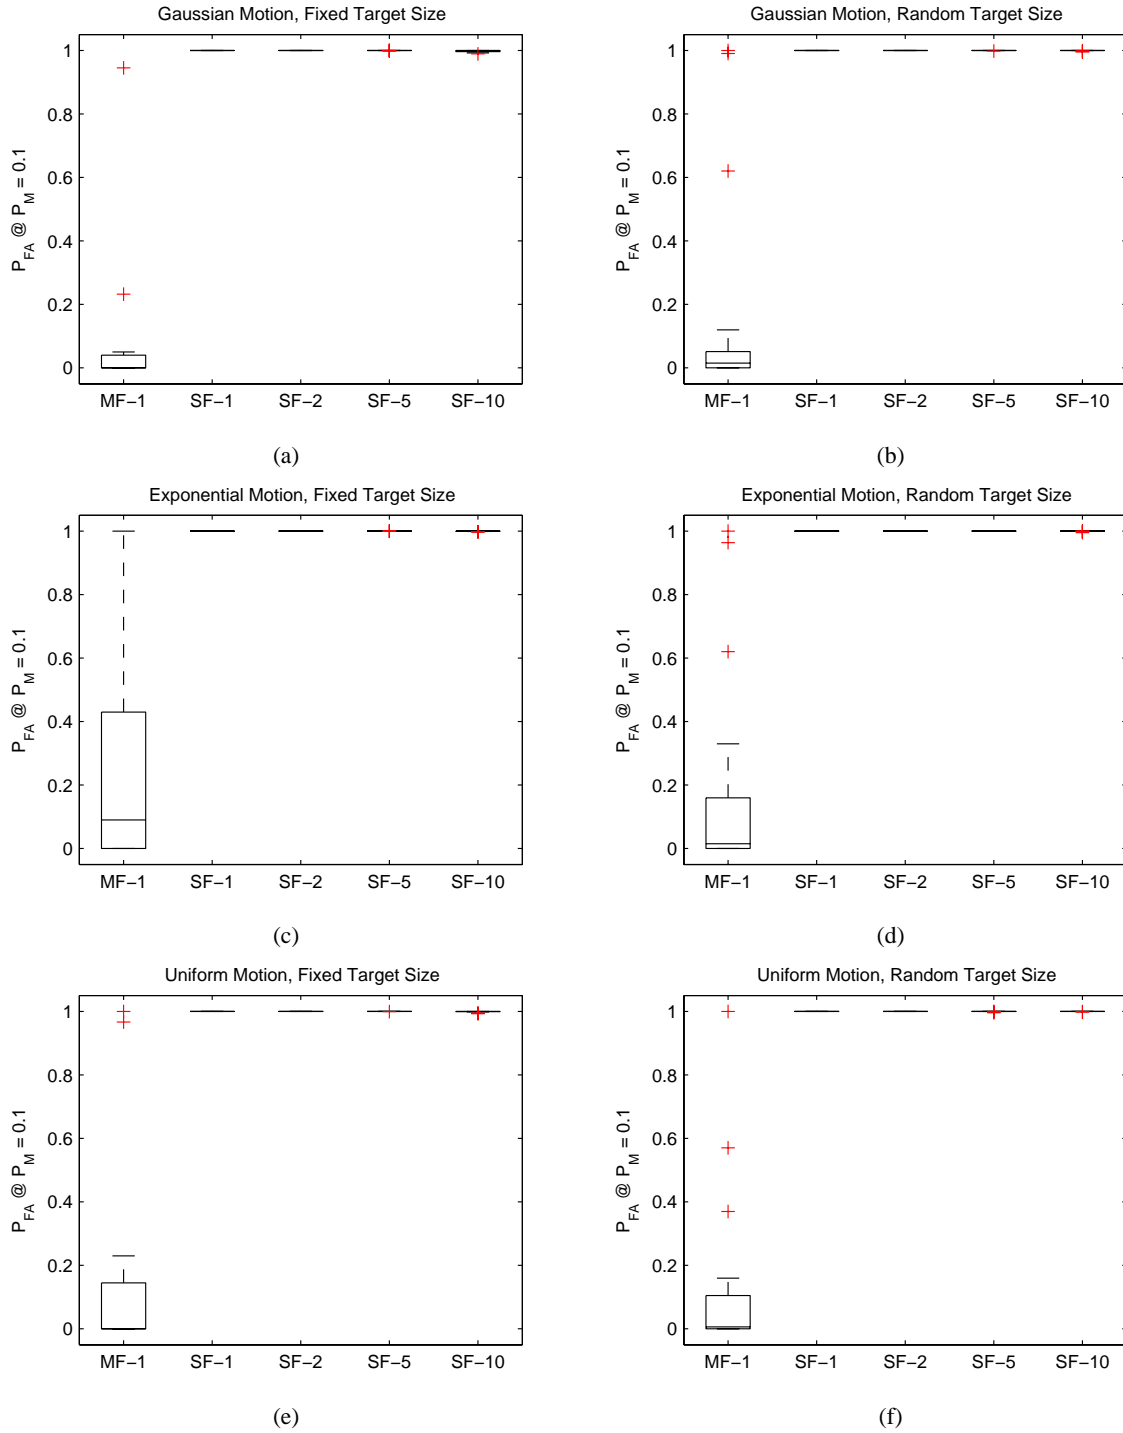 Gaussian Motion, Fixed Target Size
1
0.8
0.6
0.4
0.2
0
P_FA @ P_M = 0.1
MF−1 SF−1 SF−2 SF−5 SF−10
(a)
Gaussian Motion, Random Target Size
1
0.8
0.6
0.4
0.2
0
P_FA @ P_M = 0.1
MF−1 SF−1 SF−2 SF−5 SF−10
(b)
Exponential Motion, Fixed Target Size
1
0.8
0.6
0.4
0.2
0
P_FA @ P_M = 0.1
MF−1 SF−1 SF−2 SF−5 SF−10
(c)
Exponential Motion, Random Target Size
1
0.8
0.6
0.4
0.2
0
P_FA @ P_M = 0.1
MF−1 SF−1 SF−2 SF−5 SF−10
(d)
Uniform Motion, Fixed Target Size
1
0.8
0.6
0.4
0.2
0
P_FA @ P_M = 0.1
MF−1 SF−1 SF−2 SF−5 SF−10
(e)
Uniform Motion, Random Target Size
1
0.8
0.6
0.4
0.2
0
P_FA @ P_M = 0.1
MF−1 SF−1 SF−2 SF−5 SF−10
(f)